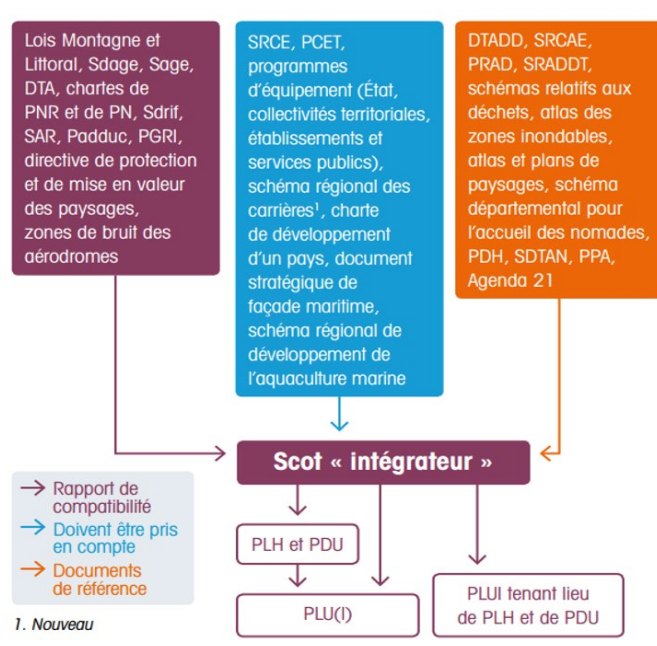 Lois Montagne et
Littoral, Sdage, Sage,
DTA, chartes de
PNR et de PN, Sdrif,
SAR, Padduc, PGRI,
directive de protection
et de mise en valeur
des paysages,
zones de bruit des
aérodromes
SRCE, PCET,
programmes
d'équipement (État,
collectivités territoriales,
établissements et
services publics),
schéma régional des
carrières¹, charte
de développement
d'un pays, document
stratégique de
façade maritime,
schéma régional de
développement de
l'aquaculture marine
DTADD, SRCAE,
PRAD, SRADDT,
schémas relatifs aux
déchets, atlas des
zones inondables,
atlas et plans de
paysages, schéma
départemental pour
l'accueil des nomades,
PDH, SDTAN, PPA,
Agenda 21
Scot « intégrateur »
PLH et PDU
PLU(I)
PLUI tenant lieu
de PLH et de PDU
Rapport de
compatibilité
Doivent être pris
en compte
Documents
de référence
1. Nouveau